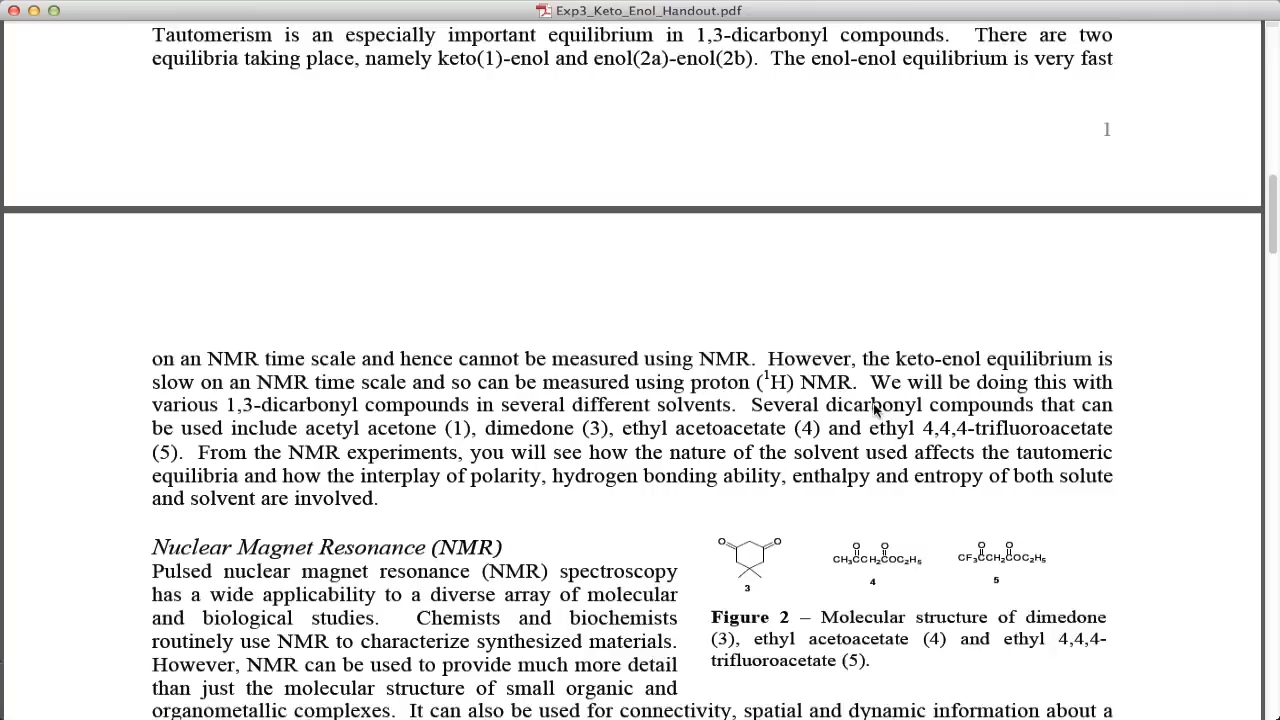 Exp3_Keto_Enol_Handout.pdf
Tautomerism is an especially important equilibrium in 1,3-dicarbonyl compounds. There are two
equilibria taking place, namely keto(1)-enol and enol(2a)-enol(2b). The enol-enol equilibrium is very fast
1
on an NMR time scale and hence cannot be measured using NMR. However, the keto-enol equilibrium is
slow on an NMR time scale and so can be measured using proton (¹H) NMR. We will be doing this with
various 1,3-dicarbonyl compounds in several different solvents. Several dicarbonyl compounds that can
be used include acetyl acetone (1), dimedone (3), ethyl acetoacetate (4) and ethyl 4,4,4-trifluoroacetate
(5). From the NMR experiments, you will see how the nature of the solvent used affects the tautomeric
equilibria and how the interplay of polarity, hydrogen bonding ability, enthalpy and entropy of both solute
and solvent are involved.
Nuclear Magnet Resonance (NMR)
Pulsed nuclear magnet resonance (NMR) spectroscopy
has a wide applicability to a diverse array of molecular
and biological studies. Chemists and biochemists
routinely use NMR to characterize synthesized materials.
However, NMR can be used to provide much more detail
than just the molecular structure of small organic and
organometallic complexes. It can also be used for connectivity, spatial and dynamic information about a
O O
3
O O
CH₃CCH₂COC₂H₅
4
O O
CF₃CCH₂COC₂H₅
5
Figure 2 – Molecular structure of dimedone
(3), ethyl acetoacetate (4) and ethyl 4,4,4-
trifluoroacetate (5).